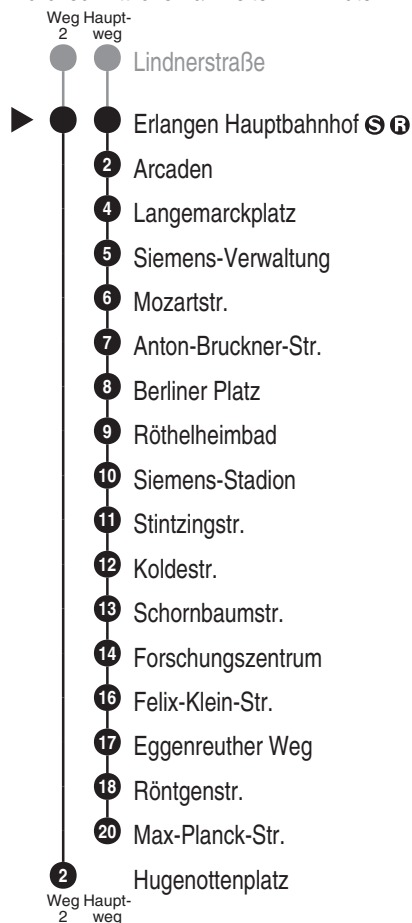 Weg Haupt-
2 weg
Lindnerstraße
Erlangen Hauptbahnhof S R
2 Arcaden
4 Langemarckplatz
5 Siemens-Verwaltung
6 Mozartstr.
7 Anton-Bruckner-Str.
8 Berliner Platz
9 Röthelheimbad
10 Siemens-Stadion
11 Stintzingstr.
12 Koldestr.
13 Schornbaumstr.
14 Forschungszentrum
16 Felix-Klein-Str.
17 Eggenreuther Weg
18 Röntgenstr.
20 Max-Planck-Str.
2 Hugenottenplatz
Weg Haupt-
2 weg